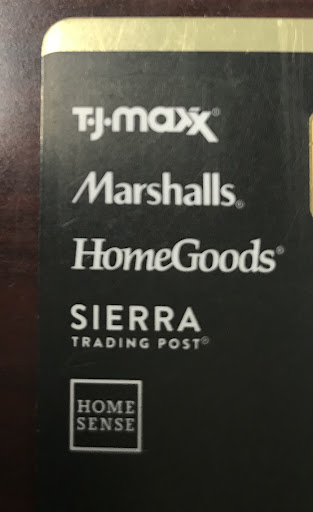 T·J·maxx®
Marshalls®
HomeGoods®
SIERRA
TRADING POST®
HOME
SENSE